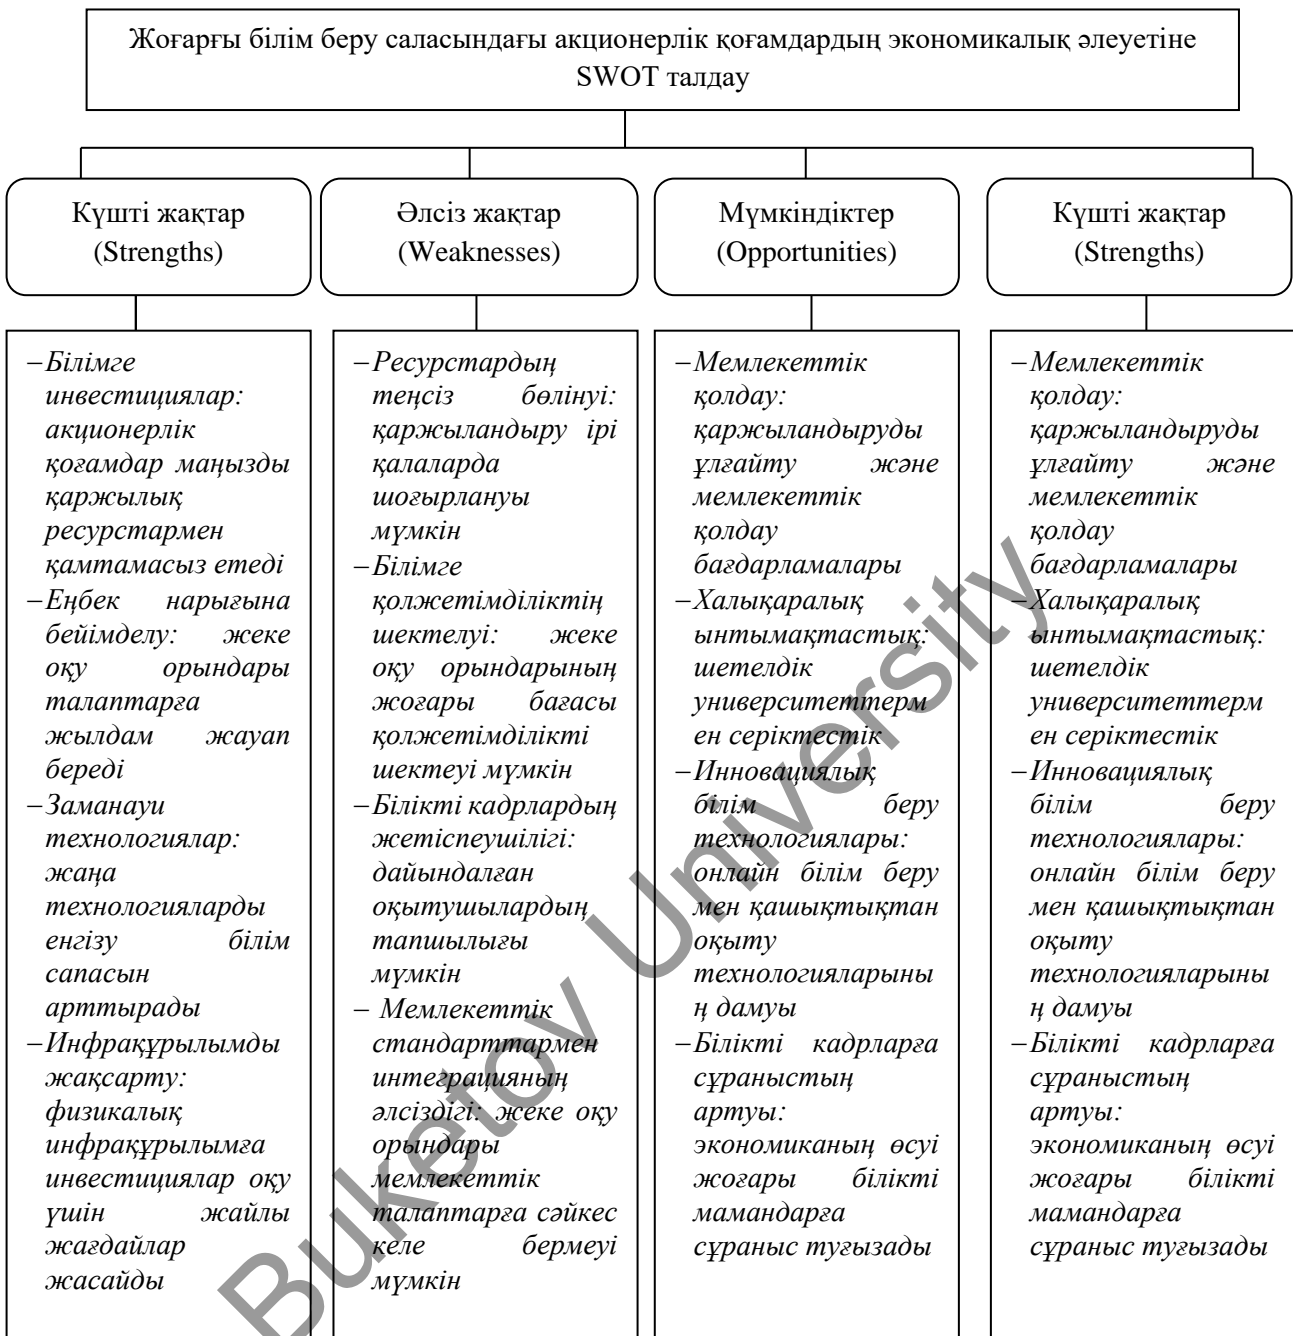 Жоғарғы білім беру саласындағы акционерлік қоғамдардың экономикалық әлеуетіне
SWOT талдау
Күшті жақтар
(Strengths)
Әлсіз жақтар
(Weaknesses)
Мүмкіндіктер
(Opportunities)
Күшті жақтар
(Strengths)
–Білімге
инвестициялар:
акционерлік
қоғамдар маңызды
қаржылық
ресурстармен
қамтамасыз етеді
–Еңбек нарығына
бейімделу: жеке
оқу орындары
талаптарға
жылдам жауап
береді
–Заманауи
технологиялар:
жаңа
технологияларды
енгізу білім
сапасын
арттырады
–Инфрақұрылымды
жақсарту:
физикалық
инфрақұрылымға
инвестициялар оқу
үшін жайлы
жағдайлар
жасайды
–Ресурстардың
теңсіз бөлінуі:
қаржыландыру ірі
қалаларда
шоғырлануы
мүмкін
–Білімге
қолжетімділіктің
шектелуі: жеке
оқу орындарының
жоғары бағасы
қолжетімділікті
шектеуі мүмкін
–Білікті кадрлардың
жетіспеушілігі:
дайындалған
оқытушылардың
тапшылығы
мүмкін
– Мемлекеттік
стандарттармен
интеграцияның
әлсіздігі: жеке оқу
орындары
мемлекеттік
талаптарға сәйкес
келе бермеуі
мүмкін
–Мемлекеттік
қолдау:
қаржыландыруды
ұлғайту және
мемлекеттік
қолдау
бағдарламалары
–Халықаралық
ынтымақтастық:
шетелдік
университеттерм
ен серіктестік
–Инновациялық
білім беру
технологиялары:
онлайн білім беру
мен қашықтықтан
оқыту
технологияларыны
ң дамуы
–Білікті кадрларға
сұраныстың
артуы:
экономиканың өсуі
жоғары білікті
мамандарға
сұраныс туғызады
–Мемлекеттік
қолдау:
қаржыландыруды
ұлғайту және
мемлекеттік
қолдау
бағдарламалары
–Халықаралық
ынтымақтастық:
шетелдік
университеттерм
ен серіктестік
–Инновациялық
білім беру
технологиялары:
онлайн білім беру
мен қашықтықтан
оқыту
технологияларыны
ң дамуы
–Білікті кадрларға
сұраныстың
артуы:
экономиканың өсуі
жоғары білікті
мамандарға
сұраныс туғызады
Buketov University